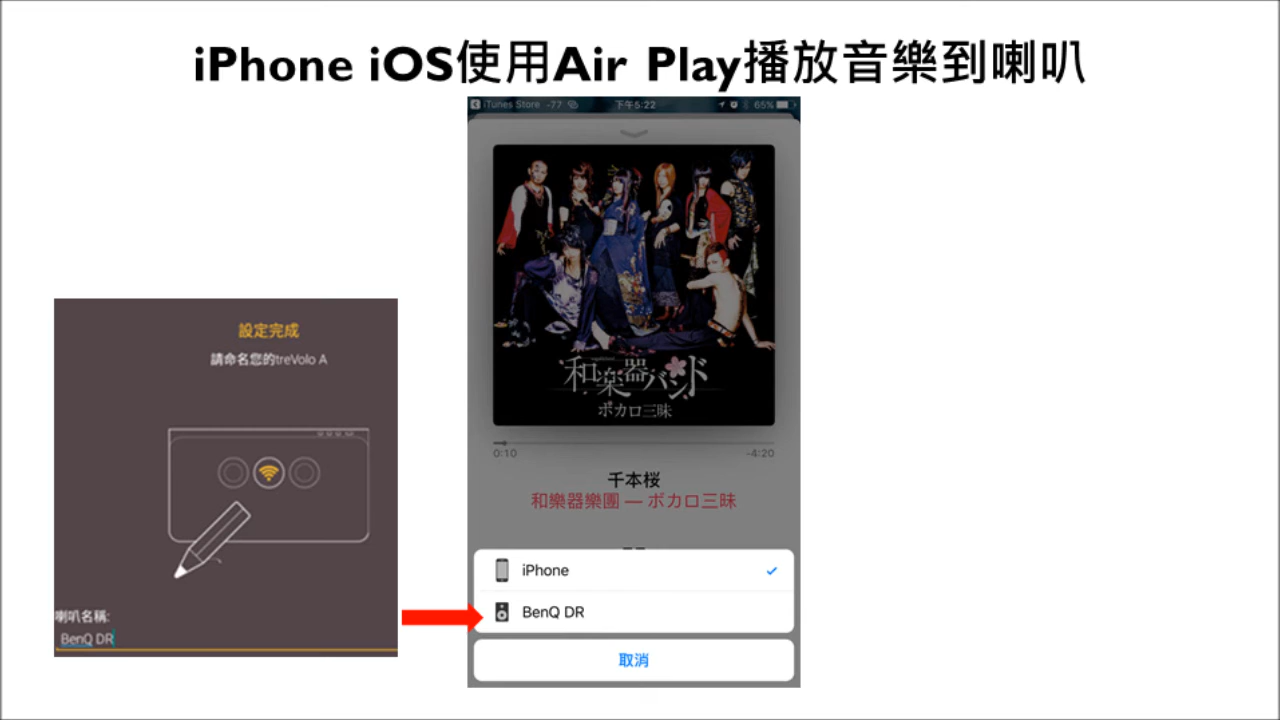 iPhone iOS使用Air Play播放音樂到喇叭
iTunes Store -77 下午5:22 65%
和楽器バンド
ボカロ三昧
0:10 -4:20
千本桜
和樂器樂團 — ボカロ三昧
iPhone
BenQ DR
取消
設定完成
請命名您的treVolo A
喇叭名稱:
BenQ DR